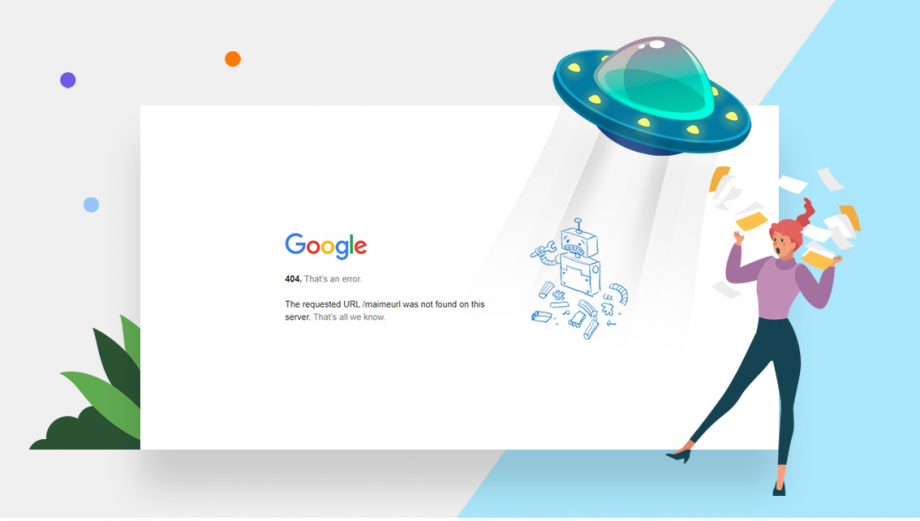 Google
404. That's an error.
The requested URL /maimeurl was not found on this
server. That's all we know.